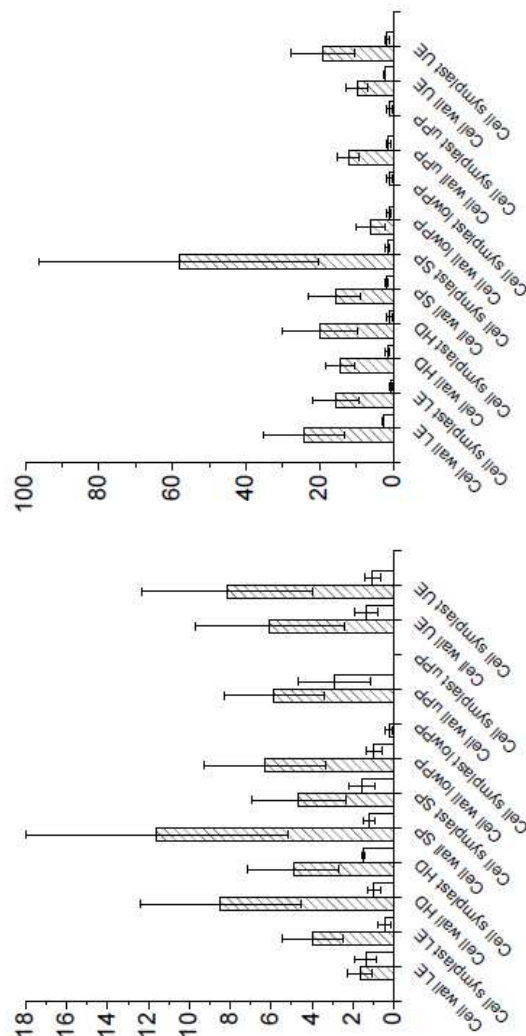 100
80
60
40
20
0
Cell wall LE
Cell symplast LE
Cell wall HD
Cell symplast HD
Cell wall SP
Cell symplast SP
Cell wall lowPP
Cell symplast lowPP
Cell wall uPP
Cell symplast uPP
Cell wall UE
Cell symplast UE
18
16
14
12
10
8
6
4
2
0
Cell wall LE
Cell symplast LE
Cell wall HD
Cell symplast HD
Cell wall SP
Cell symplast SP
Cell wall lowPP
Cell symplast lowPP
Cell wall uPP
Cell symplast uPP
Cell wall UE
Cell symplast UE